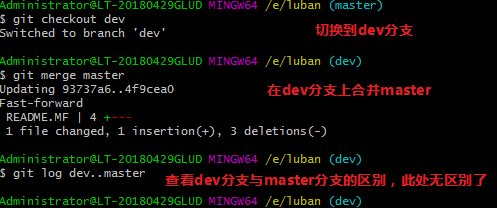 Administrator@LT-20180429GLUD MINGW64 /e/luban (master)
$ git checkout dev
Switched to branch 'dev'
切换到dev分支
Administrator@LT-20180429GLUD MINGW64 /e/luban (dev)
$ git merge master
Updating 93737a6..4f9cea0
在dev分支上合并master
Fast-forward
 README.MF | 4 +---
 1 file changed, 1 insertion(+), 3 deletions(-)
Administrator@LT-20180429GLUD MINGW64 /e/luban (dev)
$ git log dev..master
查看dev分支与master分支的区别，此处无区别了
Administrator@LT-20180429GLUD MINGW64 /e/luban (dev)